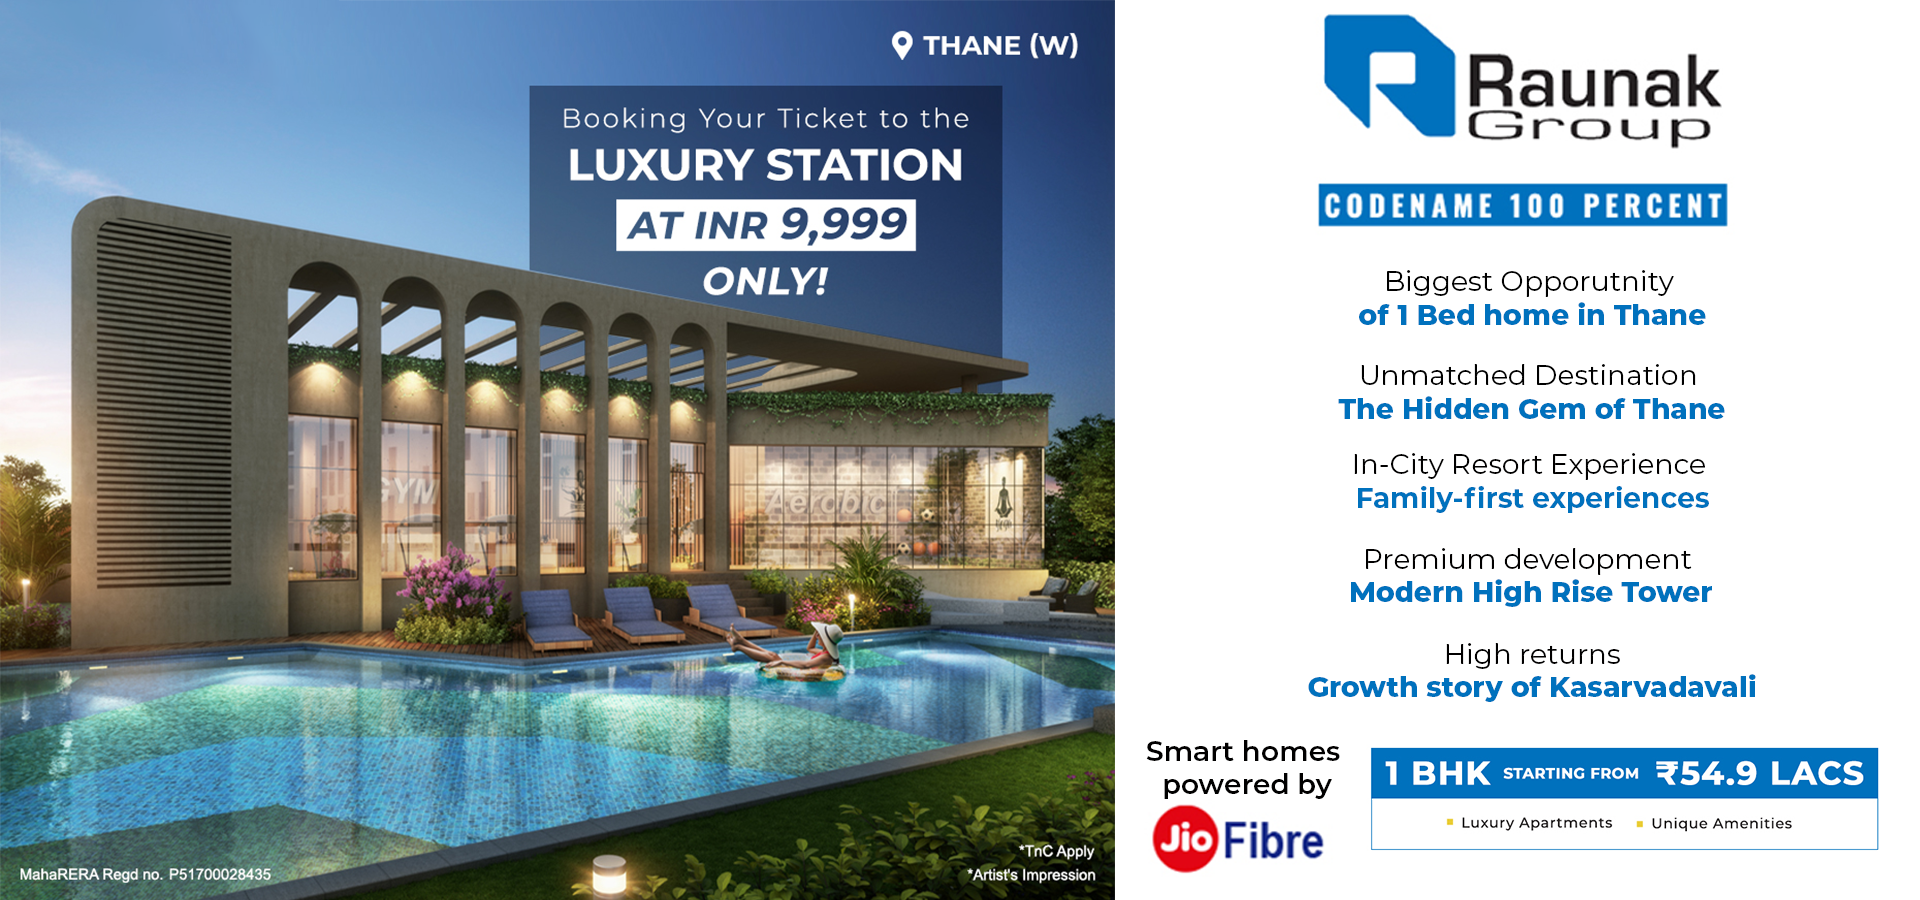 THANE (W)
Booking Your Ticket to the
LUXURY STATION
AT INR 9,999
ONLY!
GYM
Aerobic
MahaRERA Regd no. P51700028435
*TnC Apply
*Artist's Impression
Raunak
Group
CODENAME 100 PERCENT
Biggest Opporutnity
of 1 Bed home in Thane
Unmatched Destination
The Hidden Gem of Thane
In-City Resort Experience
Family-first experiences
Premium development
Modern High Rise Tower
High returns
Growth story of Kasarvadavali
Smart homes
powered by
Jio Fibre
1 BHK STARTING FROM ₹54.9 LACS
Luxury Apartments
Unique Amenities